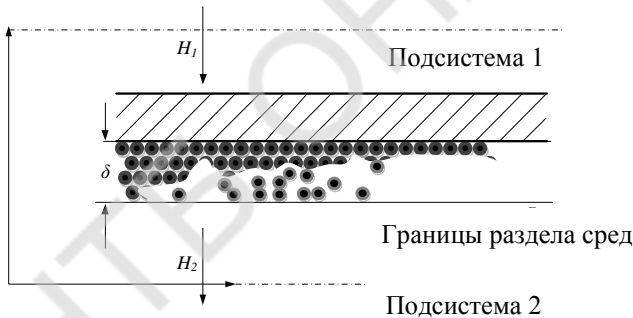 H1
Подсистема 1
δ
Границы раздела сред
H2
Подсистема 2